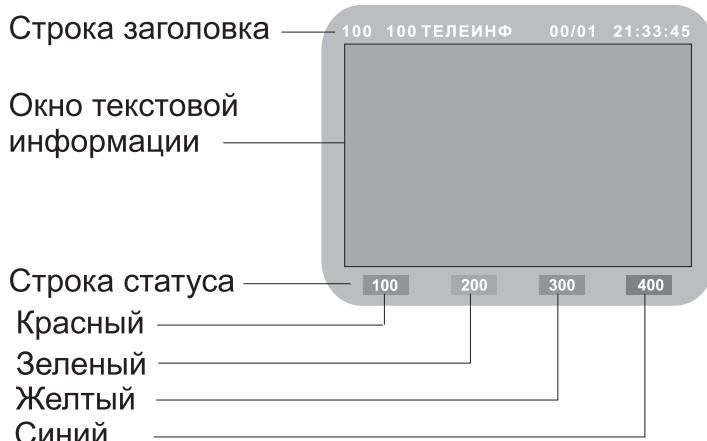 Строка заголовка
100 100 ТЕЛЕИНФ 00/01 21:33:45
Окно текстовой
информации
Строка статуса
100 200 300 400
Красный
Зеленый
Желтый
Синий